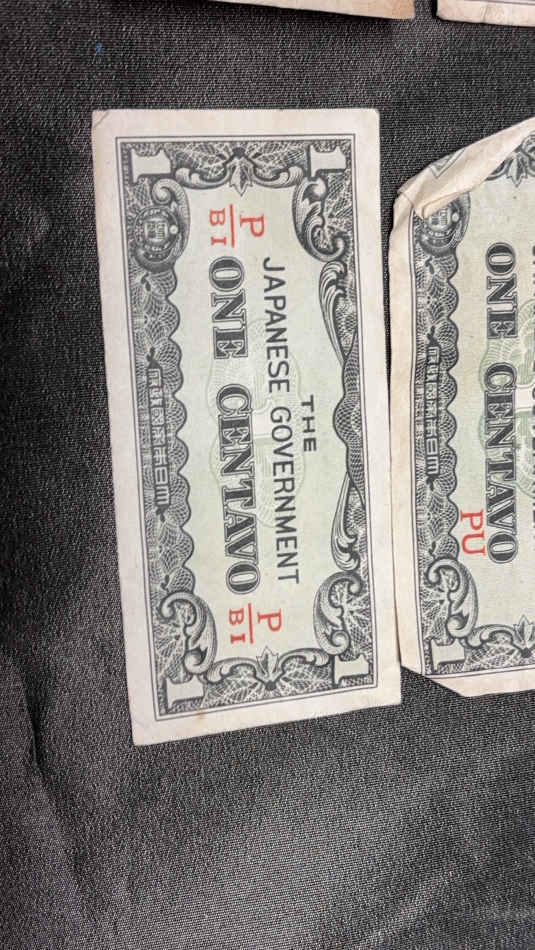 THE
JAPANESE GOVERNMENT
P
BI
P
BI
ONE CENTAVO
1
1
1
1
ONE CENTAVO
PU